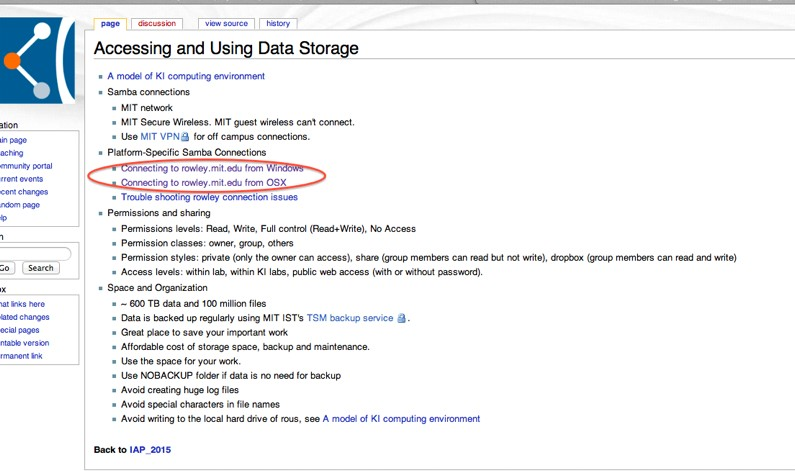 page
discussion
view source
history
Accessing and Using Data Storage
A model of KI computing environment
Samba connections
MIT network
MIT Secure Wireless. MIT guest wireless can't connect.
Use MIT VPN for off campus connections.
Platform-Specific Samba Connections
Connecting to rowley.mit.edu from Windows
Connecting to rowley.mit.edu from OSX
Trouble shooting rowley connection issues
Permissions and sharing
Permissions levels: Read, Write, Full control (Read+Write), No Access
Permission classes: owner, group, others
Permission styles: private (only the owner can access), share (group members can read but not write), dropbox (group members can read and write)
Access levels: within lab, within KI labs, public web access (with or without password).
Space and Organization
~ 600 TB data and 100 million files
Data is backed up regularly using MIT IST's TSM backup service .
Great place to save your important work
Affordable cost of storage space, backup and maintenance.
Use the space for your work.
Use NOBACKUP folder if data is no need for backup
Avoid creating huge log files
Avoid special characters in file names
Avoid writing to the local hard drive of rous, see A model of KI computing environment
Back to IAP_2015
ation
ain page
aching
ommunity portal
rrent events
ecent changes
andom page
lp
h
Go
Search
ox
hat links here
elated changes
ecial pages
intable version
rmanent link